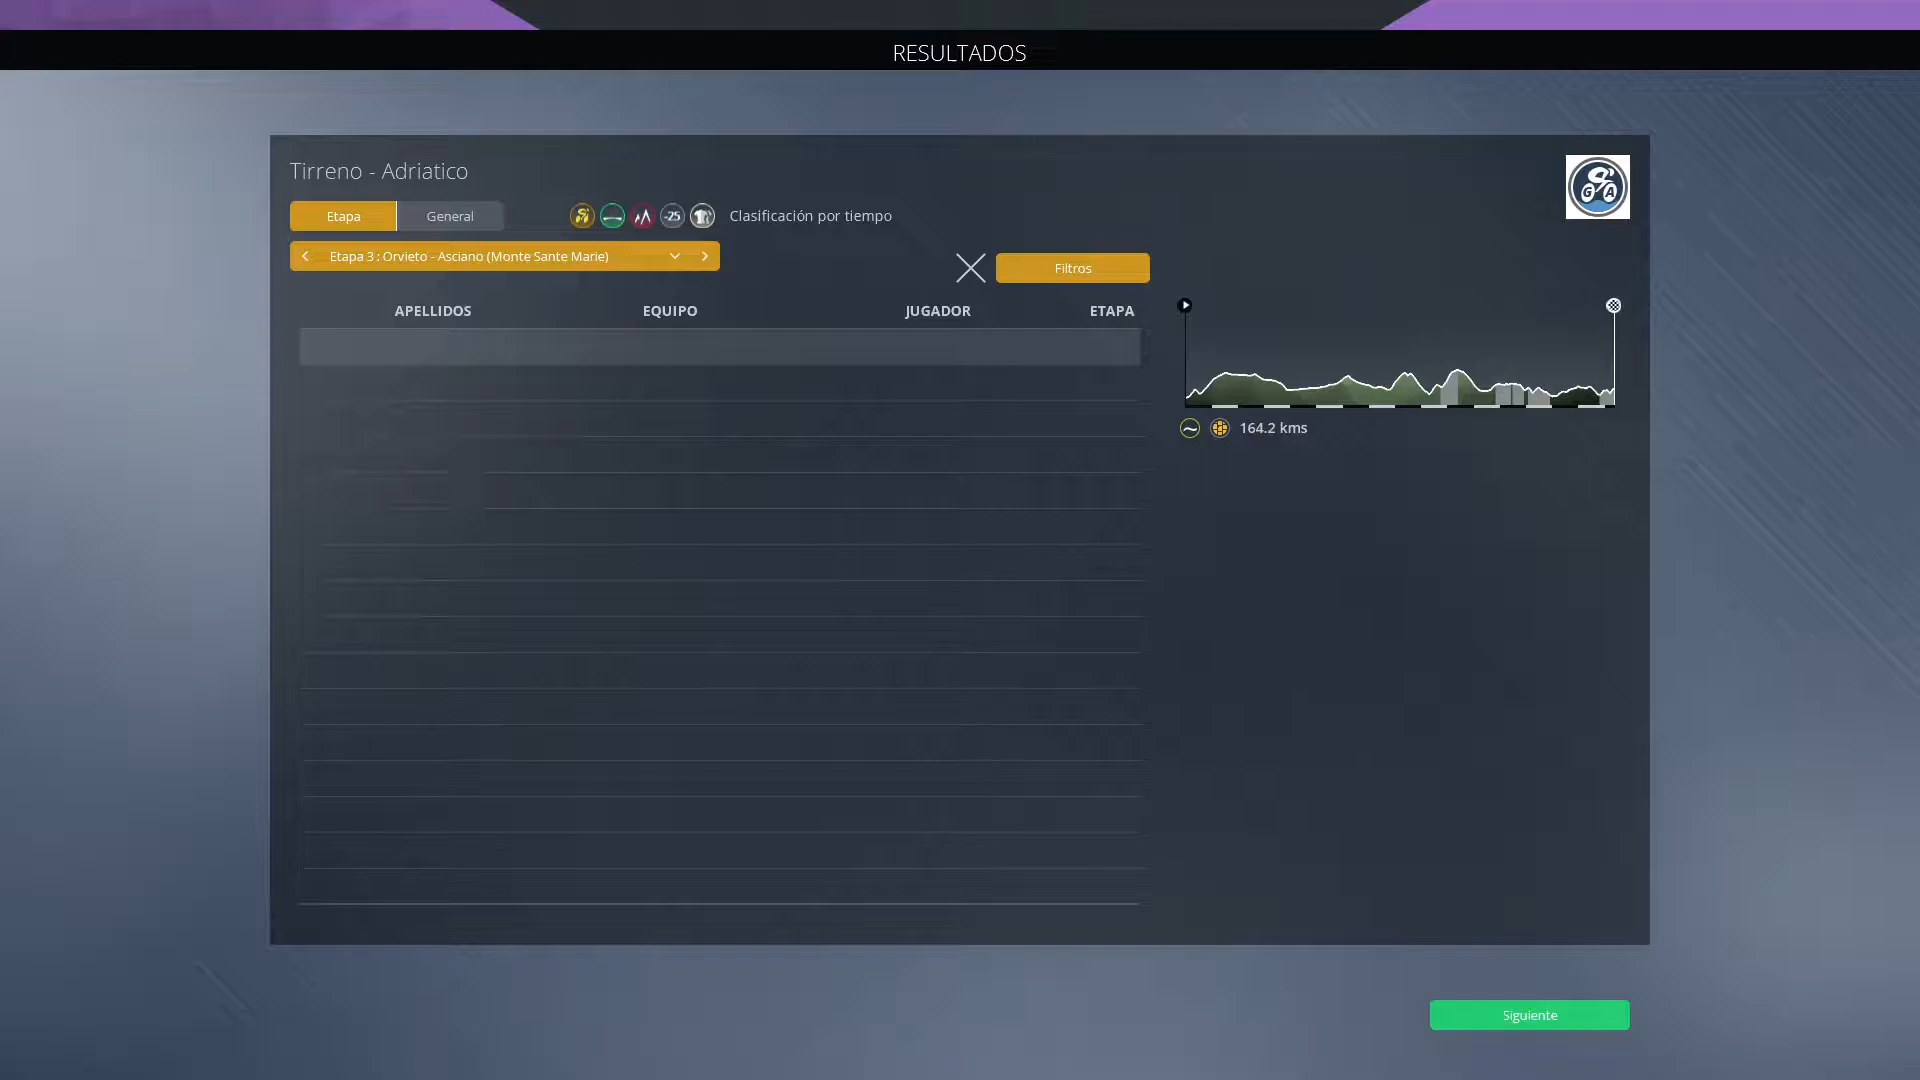 RESULTADOS
Tirreno - Adriatico
GA
Etapa
General
-25
Clasificación por tiempo
Etapa 3 : Orvieto - Asciano (Monte Sante Marie)
Filtros
APELLIDOS EQUIPO JUGADOR ETAPA
164.2 kms
Siguiente